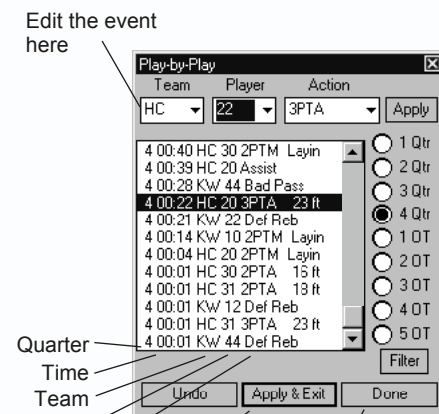 Edit the event
here
Play-by-Play
Team Player Action
HC 22 3PTA Apply
4 00:40 HC 30 2PTM Layin
4 00:39 HC 20 Assist
4 00:28 KW 44 Bad Pass
4 00:22 HC 20 3PTA 23 ft
4 00:21 KW 22 Def Reb
4 00:14 KW 10 2PTM Layin
4 00:04 HC 20 2PTM Layin
4 00:01 HC 30 2PTA 16 ft
4 00:01 HC 31 2PTA 18 ft
4 00:01 KW 12 Def Reb
4 00:01 HC 31 3PTA 23 ft
4 00:01 KW 44 Def Reb
1 Qtr
2 Qtr
3 Qtr
4 Qtr
1 OT
2 OT
3 OT
4 OT
5 OT
Filter
Quarter
Time
Team
Undo Apply & Exit Done